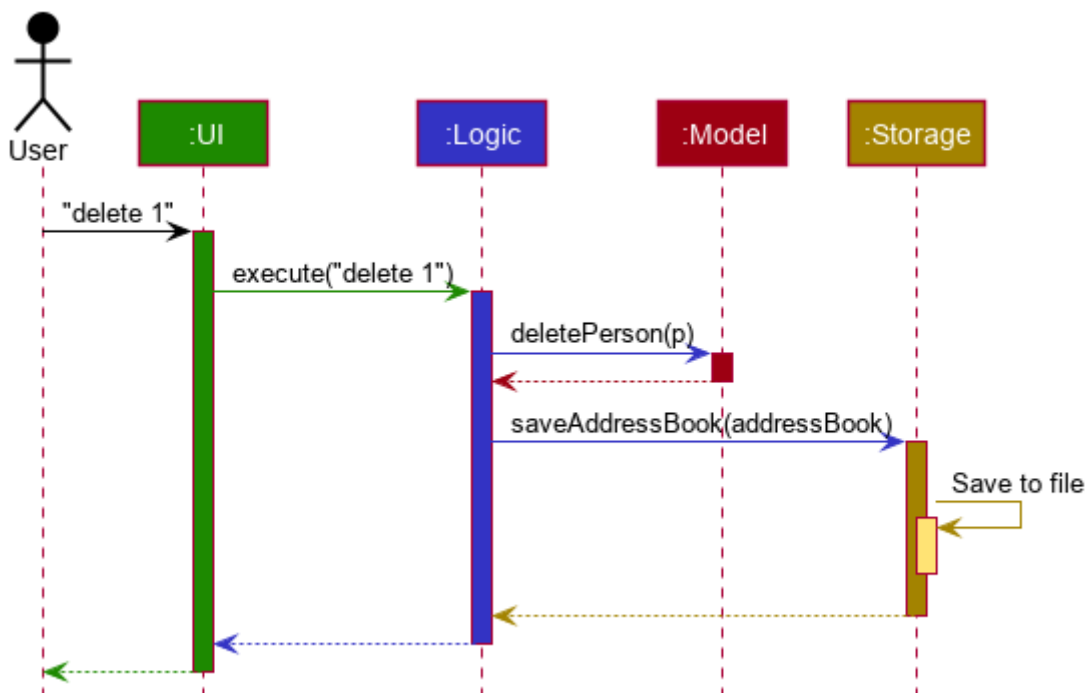 User
:UI
:Logic
:Model
:Storage
"delete 1"
execute("delete 1")
deletePerson(p)
saveAddressBook(addressBook)
Save to file